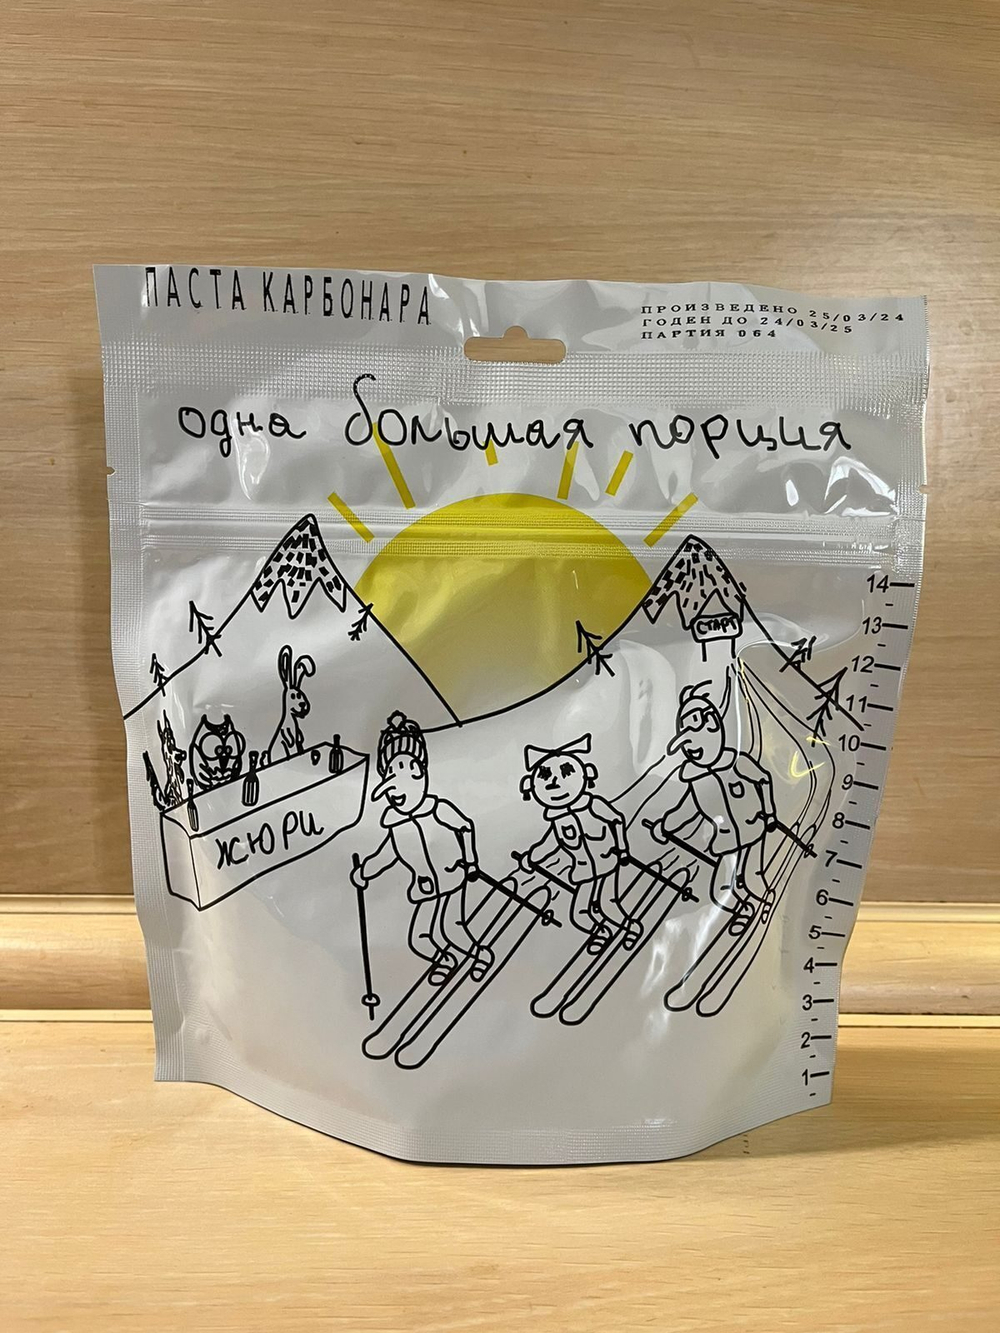 ПАСТА КАРБОНАРА
ПРОИЗВЕДЕНО 25/03/24
ГОДЕН ДО 24/03/25
ПАРТИЯ 064
одна большая порция
СТАРТ
ЖЮРИ
14
13
12
11
10
9
8
7
6
5
4
3
2
1